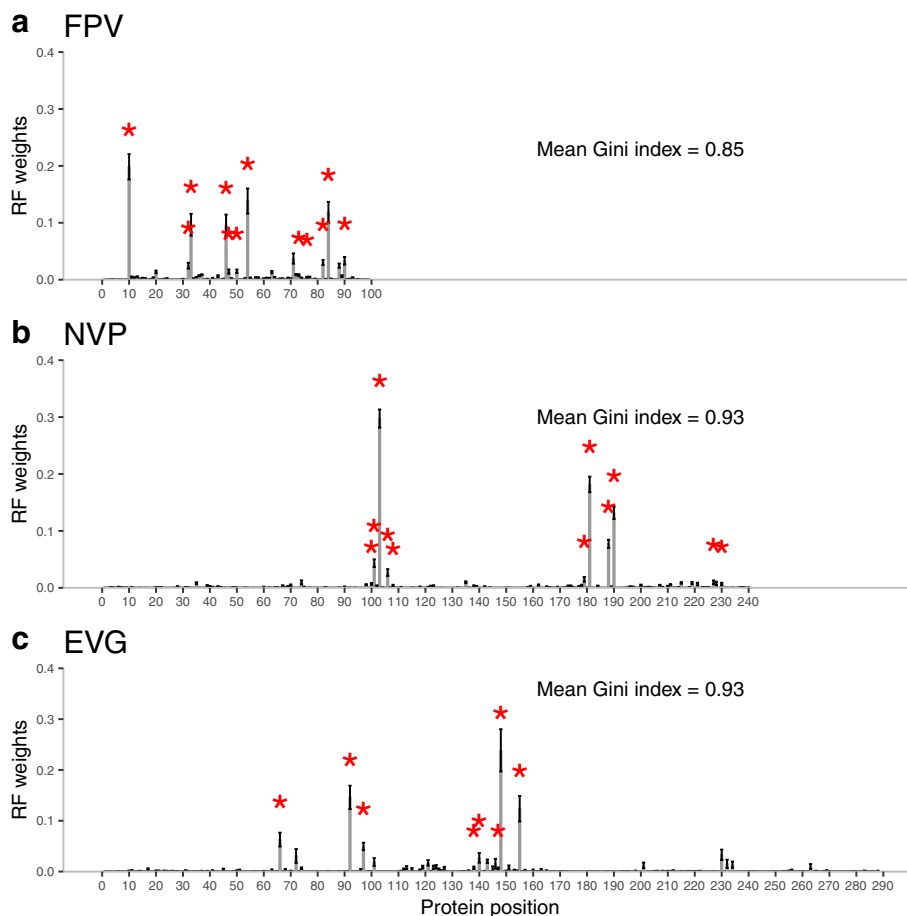 a FPV
0.4
0.3
0.2
0.1
0.0
RF weights
Mean Gini index = 0.85
0 10 20 30 40 50 60 70 80 90 100
b NVP
0.4
0.3
0.2
0.1
0.0
RF weights
Mean Gini index = 0.93
0 10 20 30 40 50 60 70 80 90 100 110 120 130 140 150 160 170 180 190 200 210 220 230 240
c EVG
0.4
0.3
0.2
0.1
0.0
RF weights
Mean Gini index = 0.93
0 10 20 30 40 50 60 70 80 90 100 110 120 130 140 150 160 170 180 190 200 210 220 230 240 250 260 270 280 290
Protein position